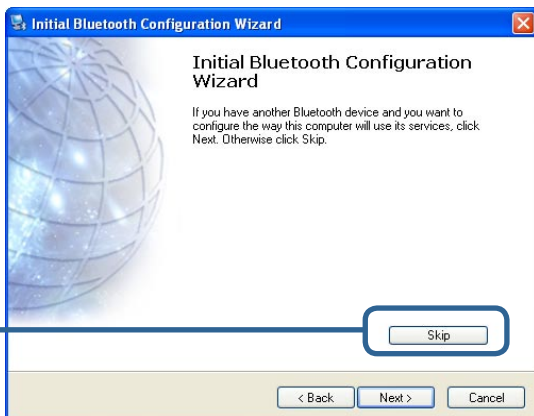 Initial Bluetooth Configuration Wizard
Initial Bluetooth Configuration
Wizard
If you have another Bluetooth device and you want to
configure the way this computer will use its services, click
Next. Otherwise click Skip.
Skip
< Back Next > Cancel